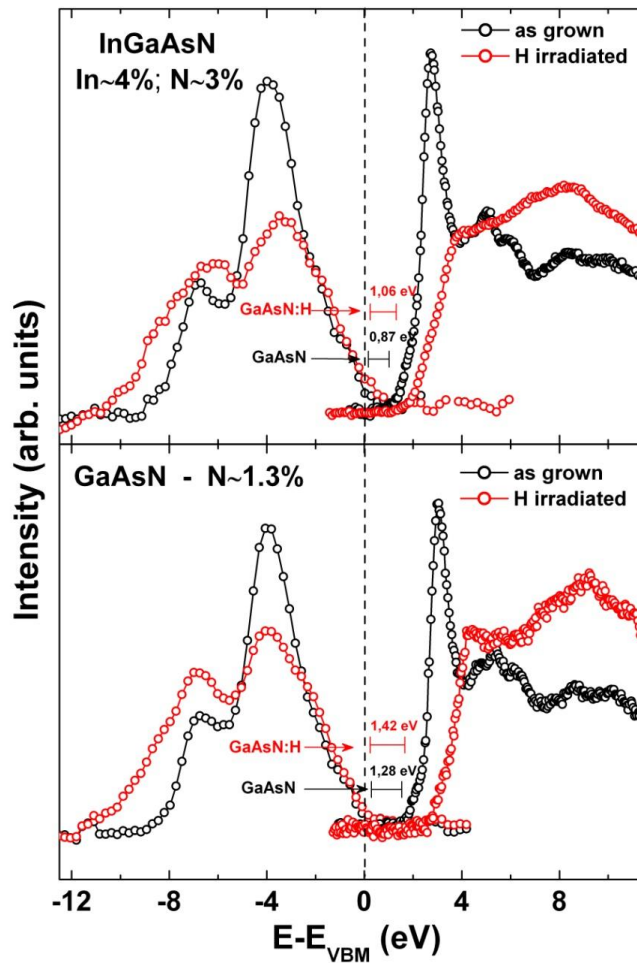 InGaAsN
In~4%; N~3%
as grown
H irradiated
1,06 eV
GaAsN:H
0,87 eV
GaAsN
GaAsN - N~1.3%
as grown
H irradiated
1,42 eV
GaAsN:H
1,28 eV
GaAsN
Intensity (arb. units)
-12 -8 -4 0 4 8
E-E_VBM (eV)